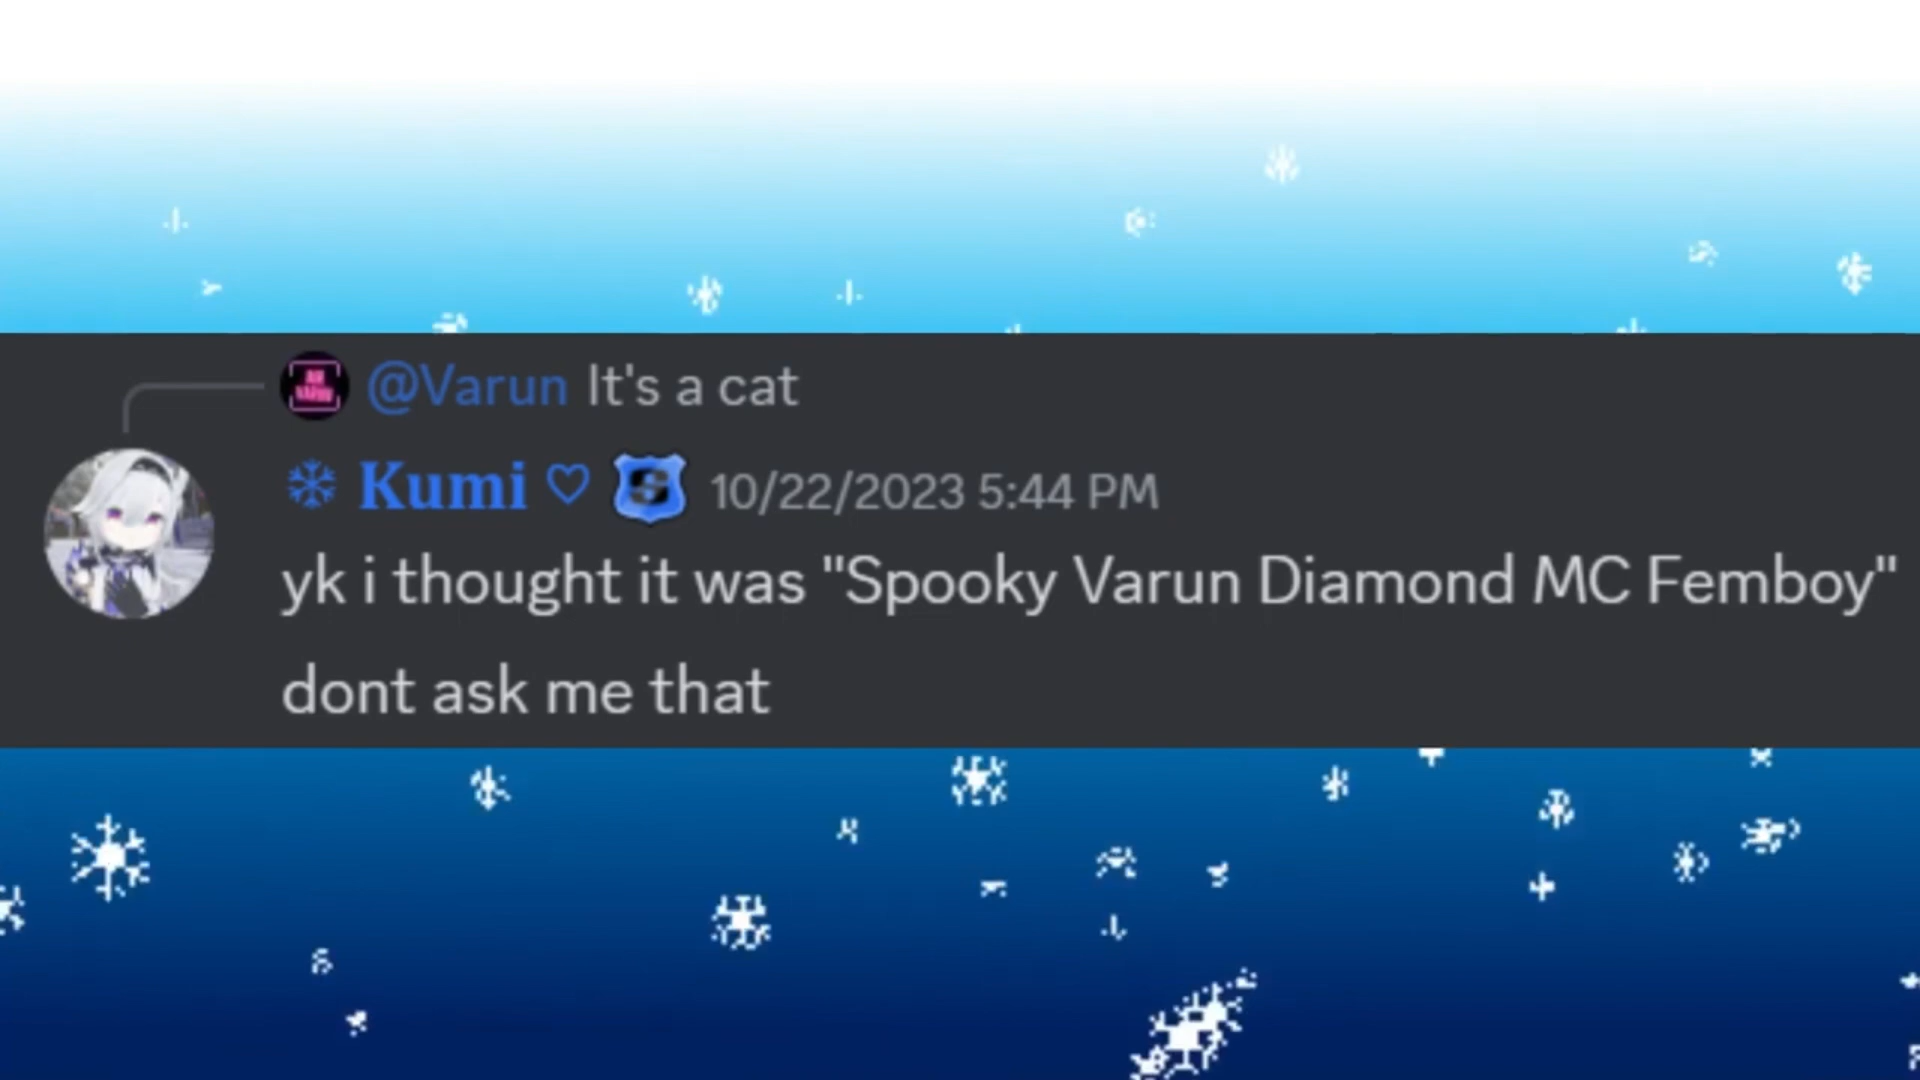 @Varun It's a cat
❄ Kumi ♡ 10/22/2023 5:44 PM
yk i thought it was "Spooky Varun Diamond MC Femboy"
dont ask me that